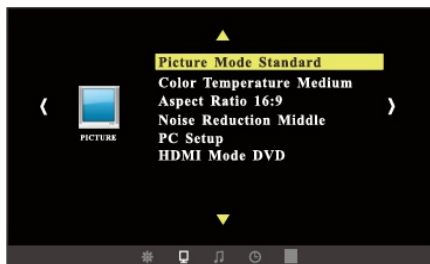 Picture Mode Standard
Color Temperature Medium
Aspect Ratio 16:9
Noise Reduction Middle
PICTURE
PC Setup
HDMI Mode DVD